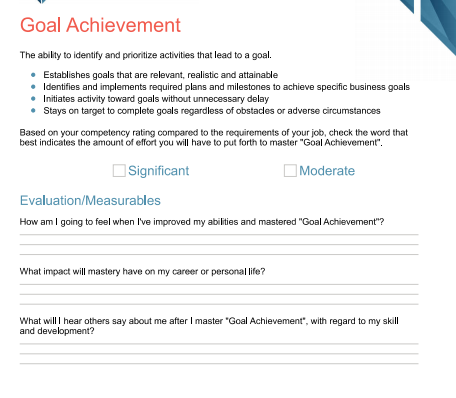 Goal Achievement
The ability to identify and prioritize activities that lead to a goal.
• Establishes goals that are relevant, realistic and attainable
• Identifies and implements required plans and milestones to achieve specific business goals
• Initiates activity toward goals without unnecessary delay
• Stays on target to complete goals regardless of obstacles or adverse circumstances
Based on your competency rating compared to the requirements of your job, check the word that
best indicates the amount of effort you will have to put forth to master "Goal Achievement".
Significant Moderate
Evaluation/Measurables
How am I going to feel when I've improved my abilities and mastered "Goal Achievement"?
What impact will mastery have on my career or personal life?
What will I hear others say about me after I master "Goal Achievement", with regard to my skill
and development?